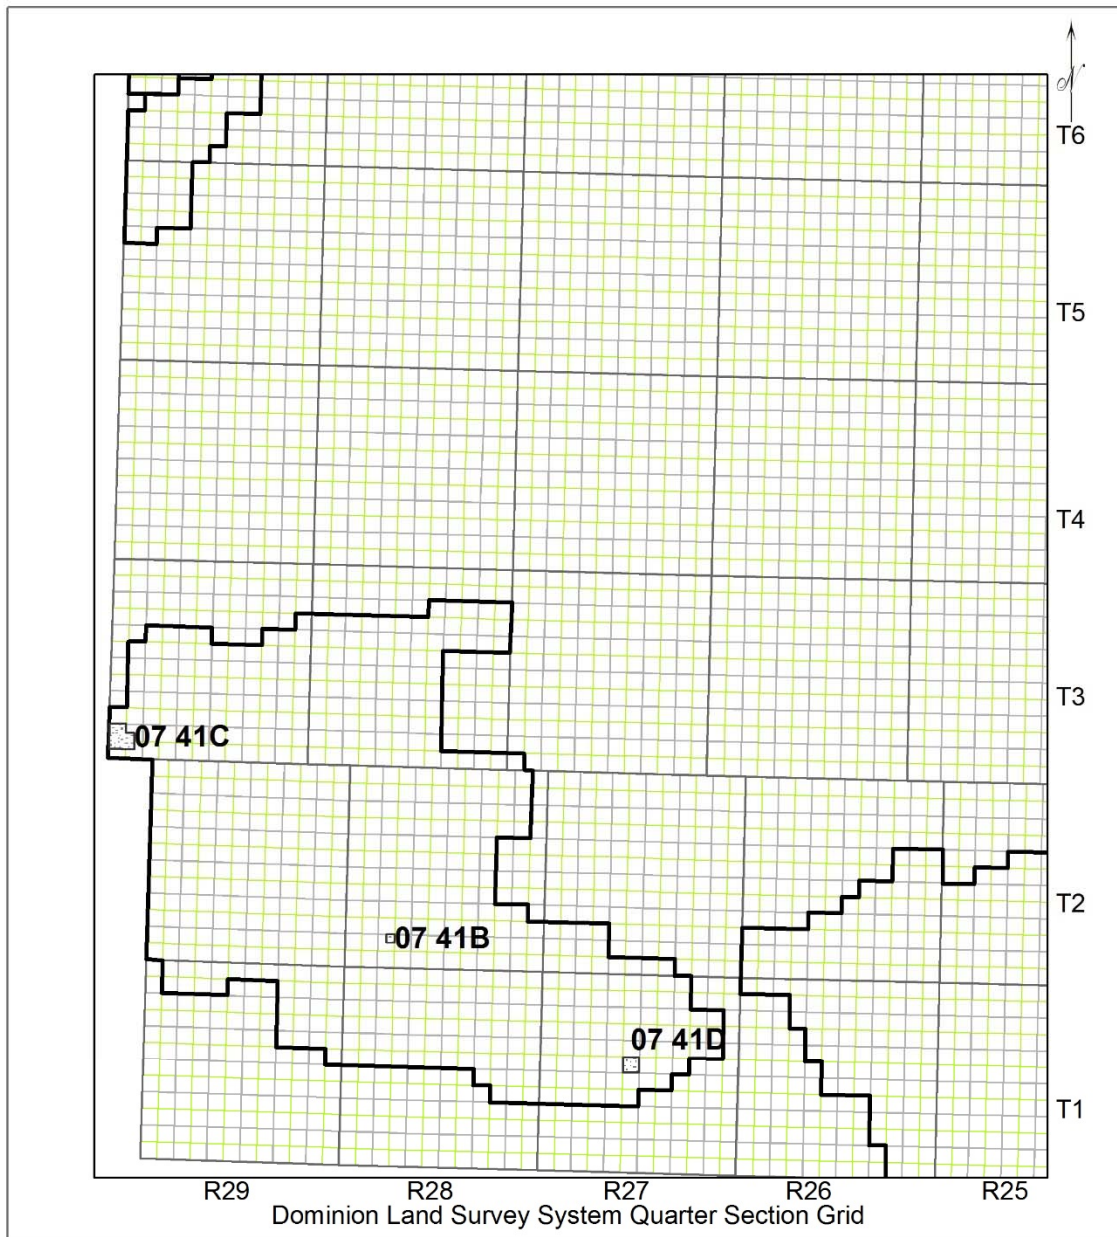 N
T6
T5
T4
T3
07 41C
T2
07 41B
07 41D
T1
R29 R28 R27 R26 R25
Dominion Land Survey System Quarter Section Grid